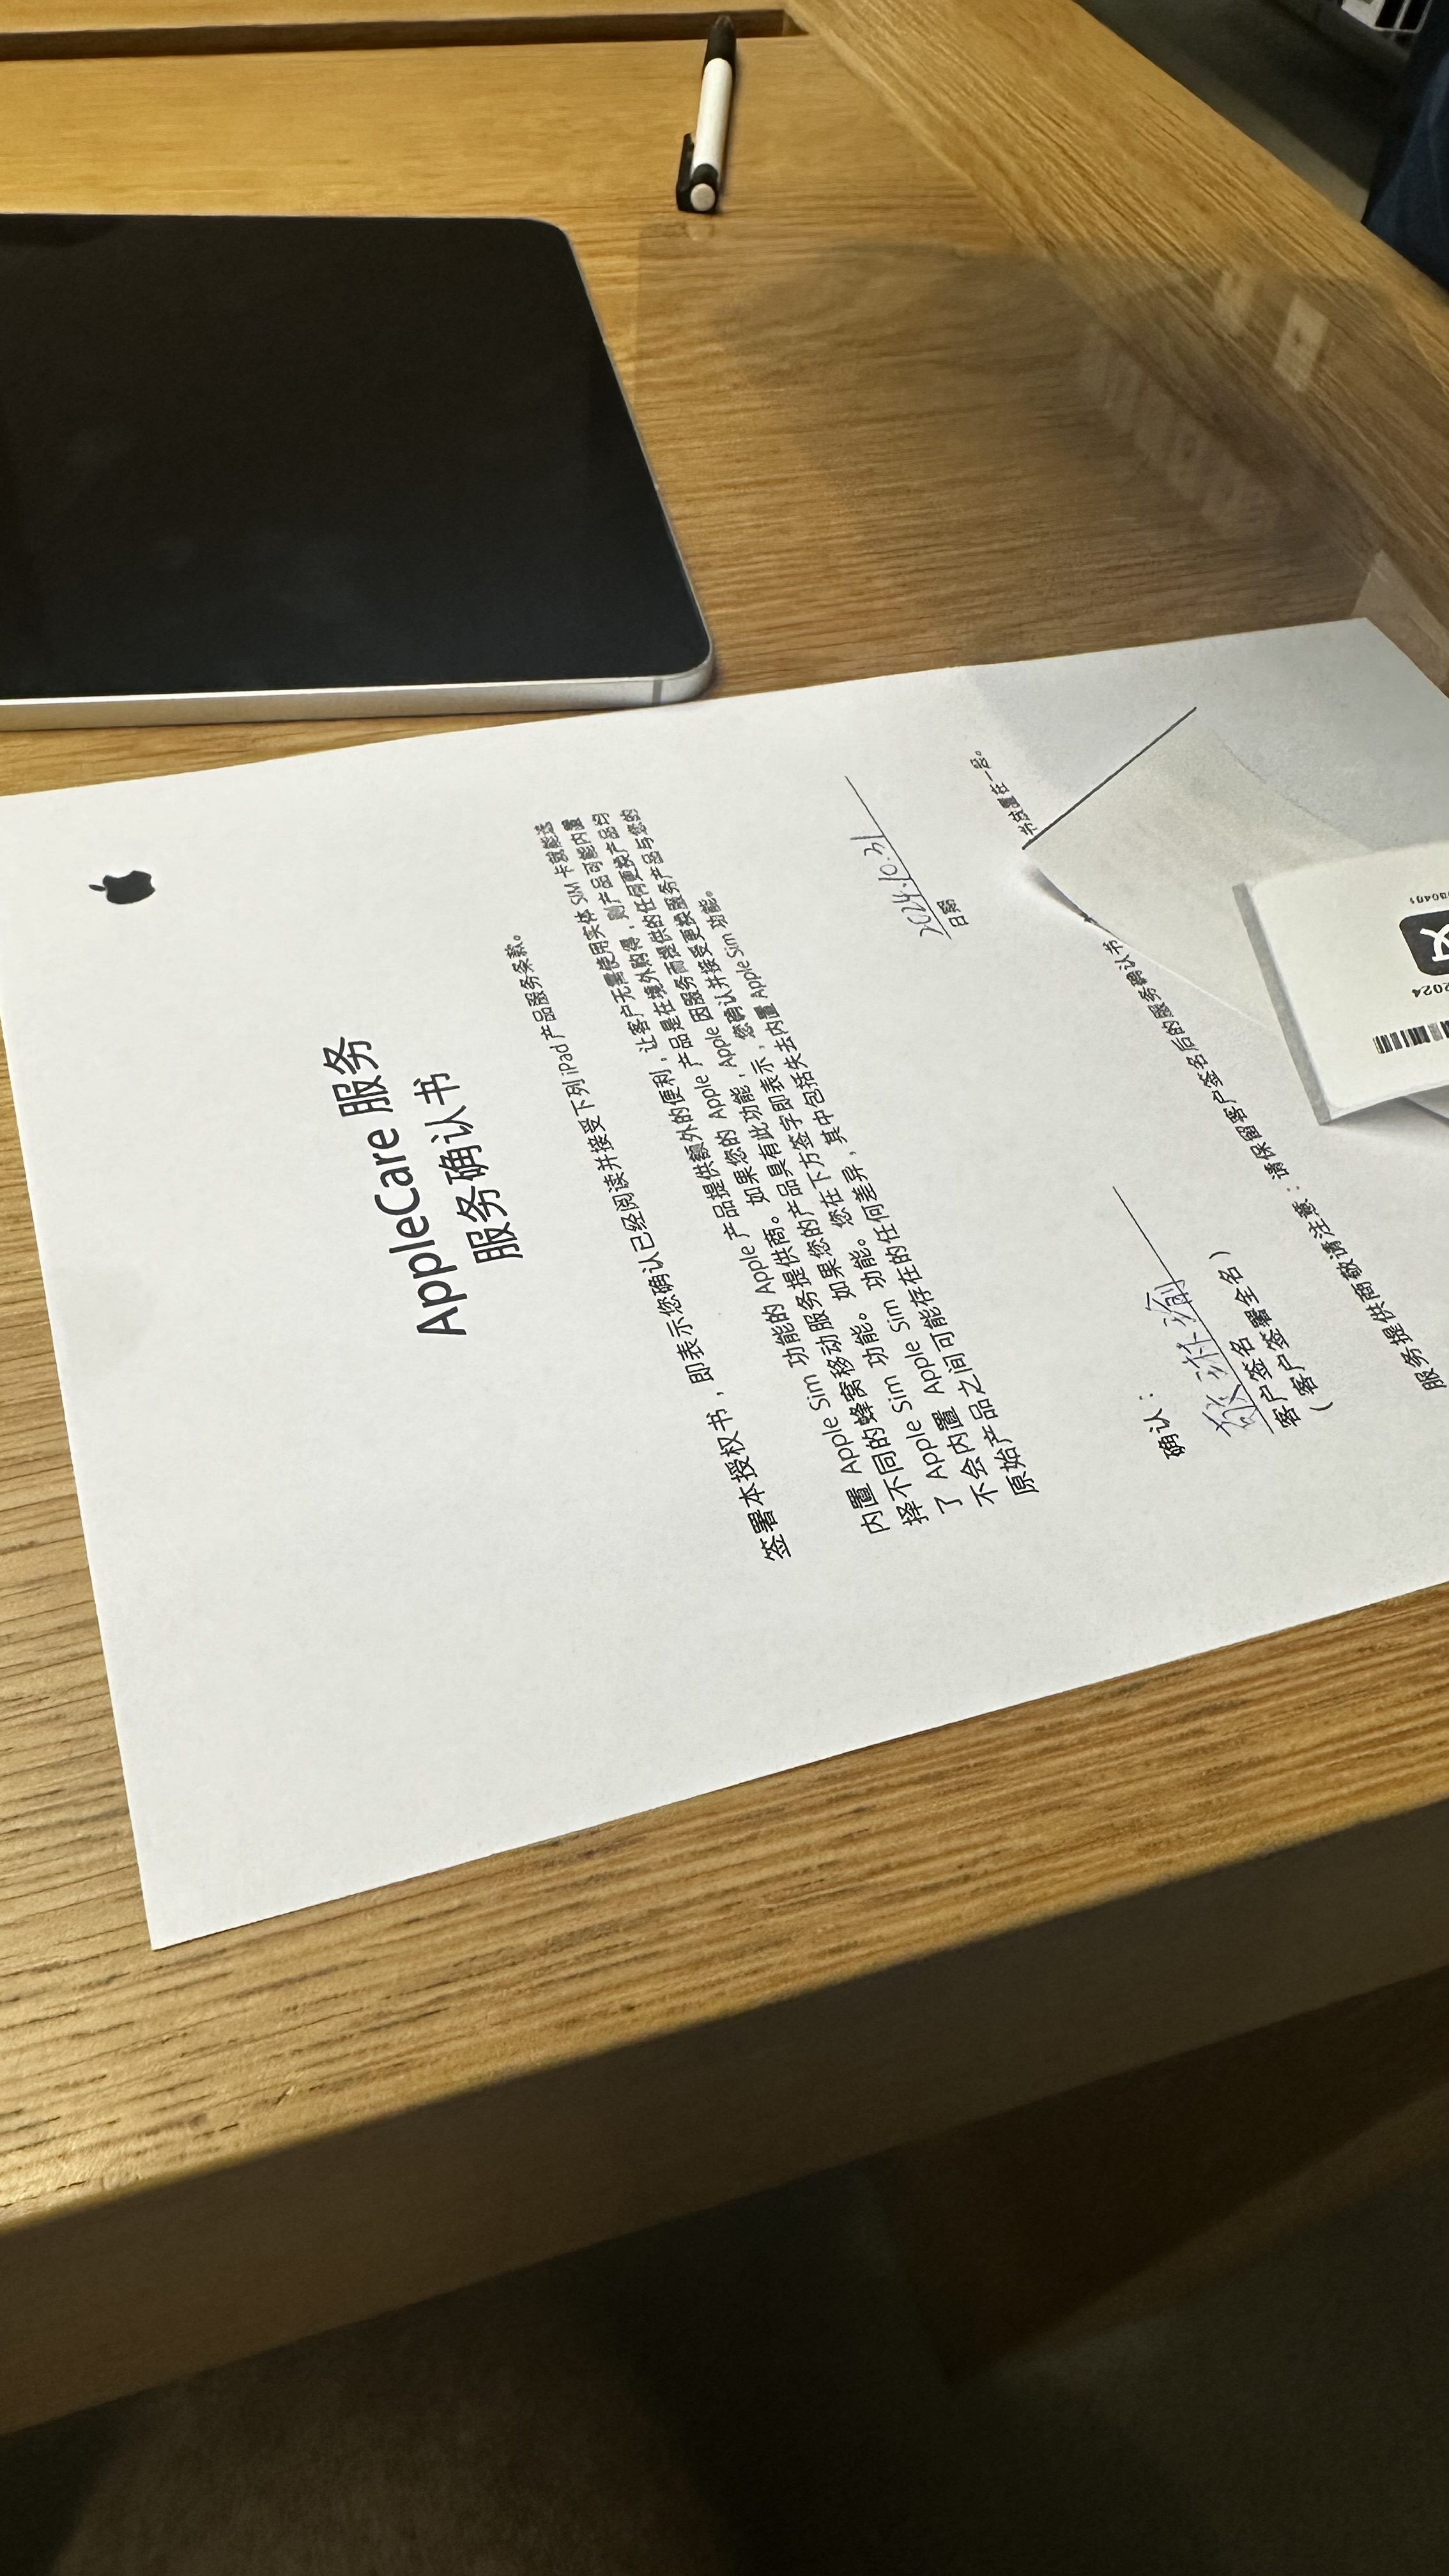 AppleCare 服务
服务确认书
签署本授权书，即表示您确认已经阅读并接受下列 iPad 产品服务条款。
内置 Apple Sim 功能的 Apple 产品提供额外的便利，让客户无需使用实体 SIM 卡就能选
择不同的蜂窝移动服务提供商。如果您的 Apple 产品是在境外购得，则产品可能内置
了 Apple Sim 功能。如果您的产品具有此功能，Apple 因服务而提供的任何更换产品均
不会内置 Apple Sim 功能。您在下方签字即表示，您确认并接受更换服务产品与您的
原始产品之间可能存在的任何差异，其中包括失去内置 Apple Sim 功能。
2024.10.31
日期
确认：
敬琳瑜
客户签名
（客户签署全名）
服务提供商敬请注意：请保留客户签名后的服务确认书 书放置在一起。
2024